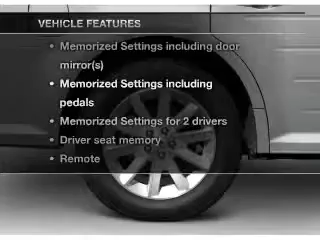 VEHICLE FEATURES
• Memorized Settings including door
mirror(s)
• Memorized Settings including
pedals
• Memorized Settings for 2 drivers
• Driver seat memory
• Remote